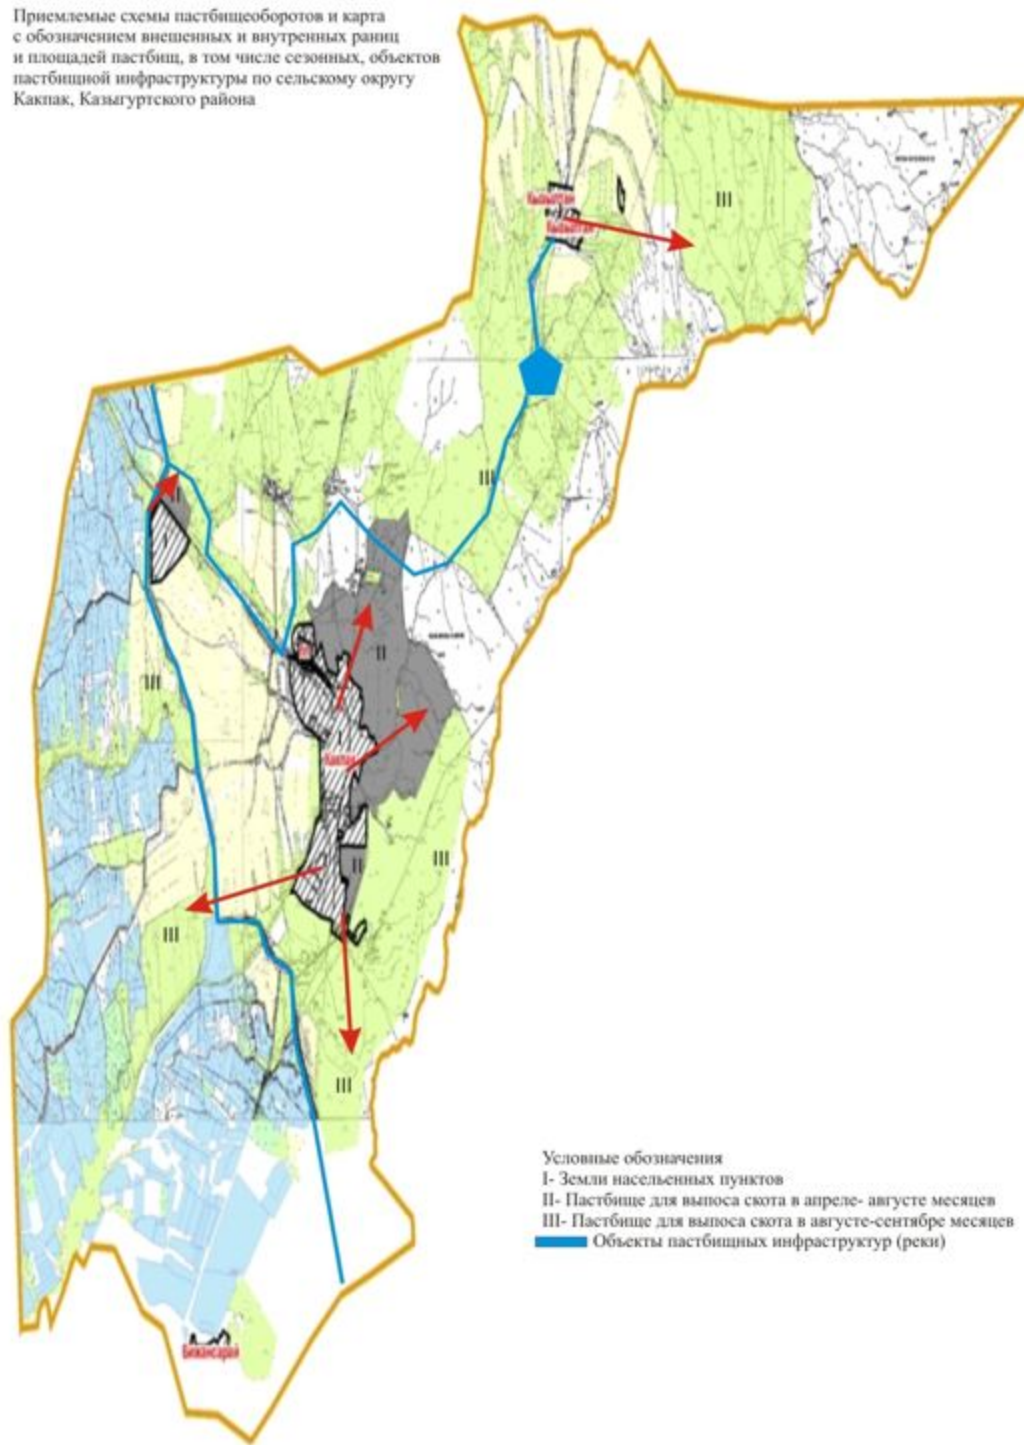 Приемлемые схемы пастбищеоборотов и карта
с обозначением внешенных и внутренных раниц
и площадей пастбищ, в том числе сезонных, объектов
пастбищной инфраструктуры по сельскому округу
Какпак, Казыгуртского района
III
III
II
I
II
III
I
Какпак
II
III
III
III
Условные обозначения
I- Земли насельенных пунктов
II- Пастбище для выпоса скота в апреле- августе месяцев
III- Пастбище для выпоса скота в августе-сентябре месяцев
Объекты пастбищных инфраструктур (реки)